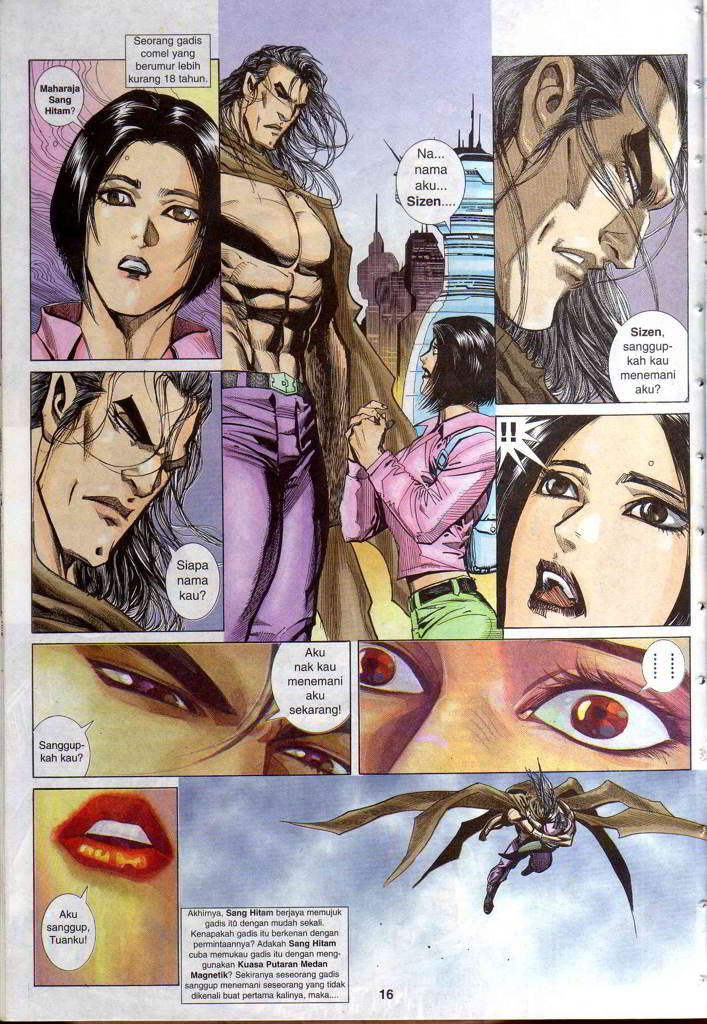 Seorang gadis
comel yang
berumur lebih
kurang 18 tahun.
Maharaja
Sang
Hitam?
Na...
nama
aku...
Sizen....
Sizen,
sanggup-
kah kau
menemani
aku?
Siapa
nama
kau?
!!
Aku
nak kau
menemani
aku
sekarang!
Sanggup-
kah kau?
Aku
sanggup,
Tuanku!
Akhirnya, Sang Hitam berjaya memujuk
gadis itu dengan mudah sekali.
Kenapakah gadis itu berkenan dengan
permintaannya? Adakah Sang Hitam
cuba memukau gadis itu dengan meng-
gunakan Kuasa Putaran Medan
Magnetik? Sekiranya seseorang gadis
sanggup menemani seseorang yang tidak
dikenali buat pertama kalinya, maka....
16